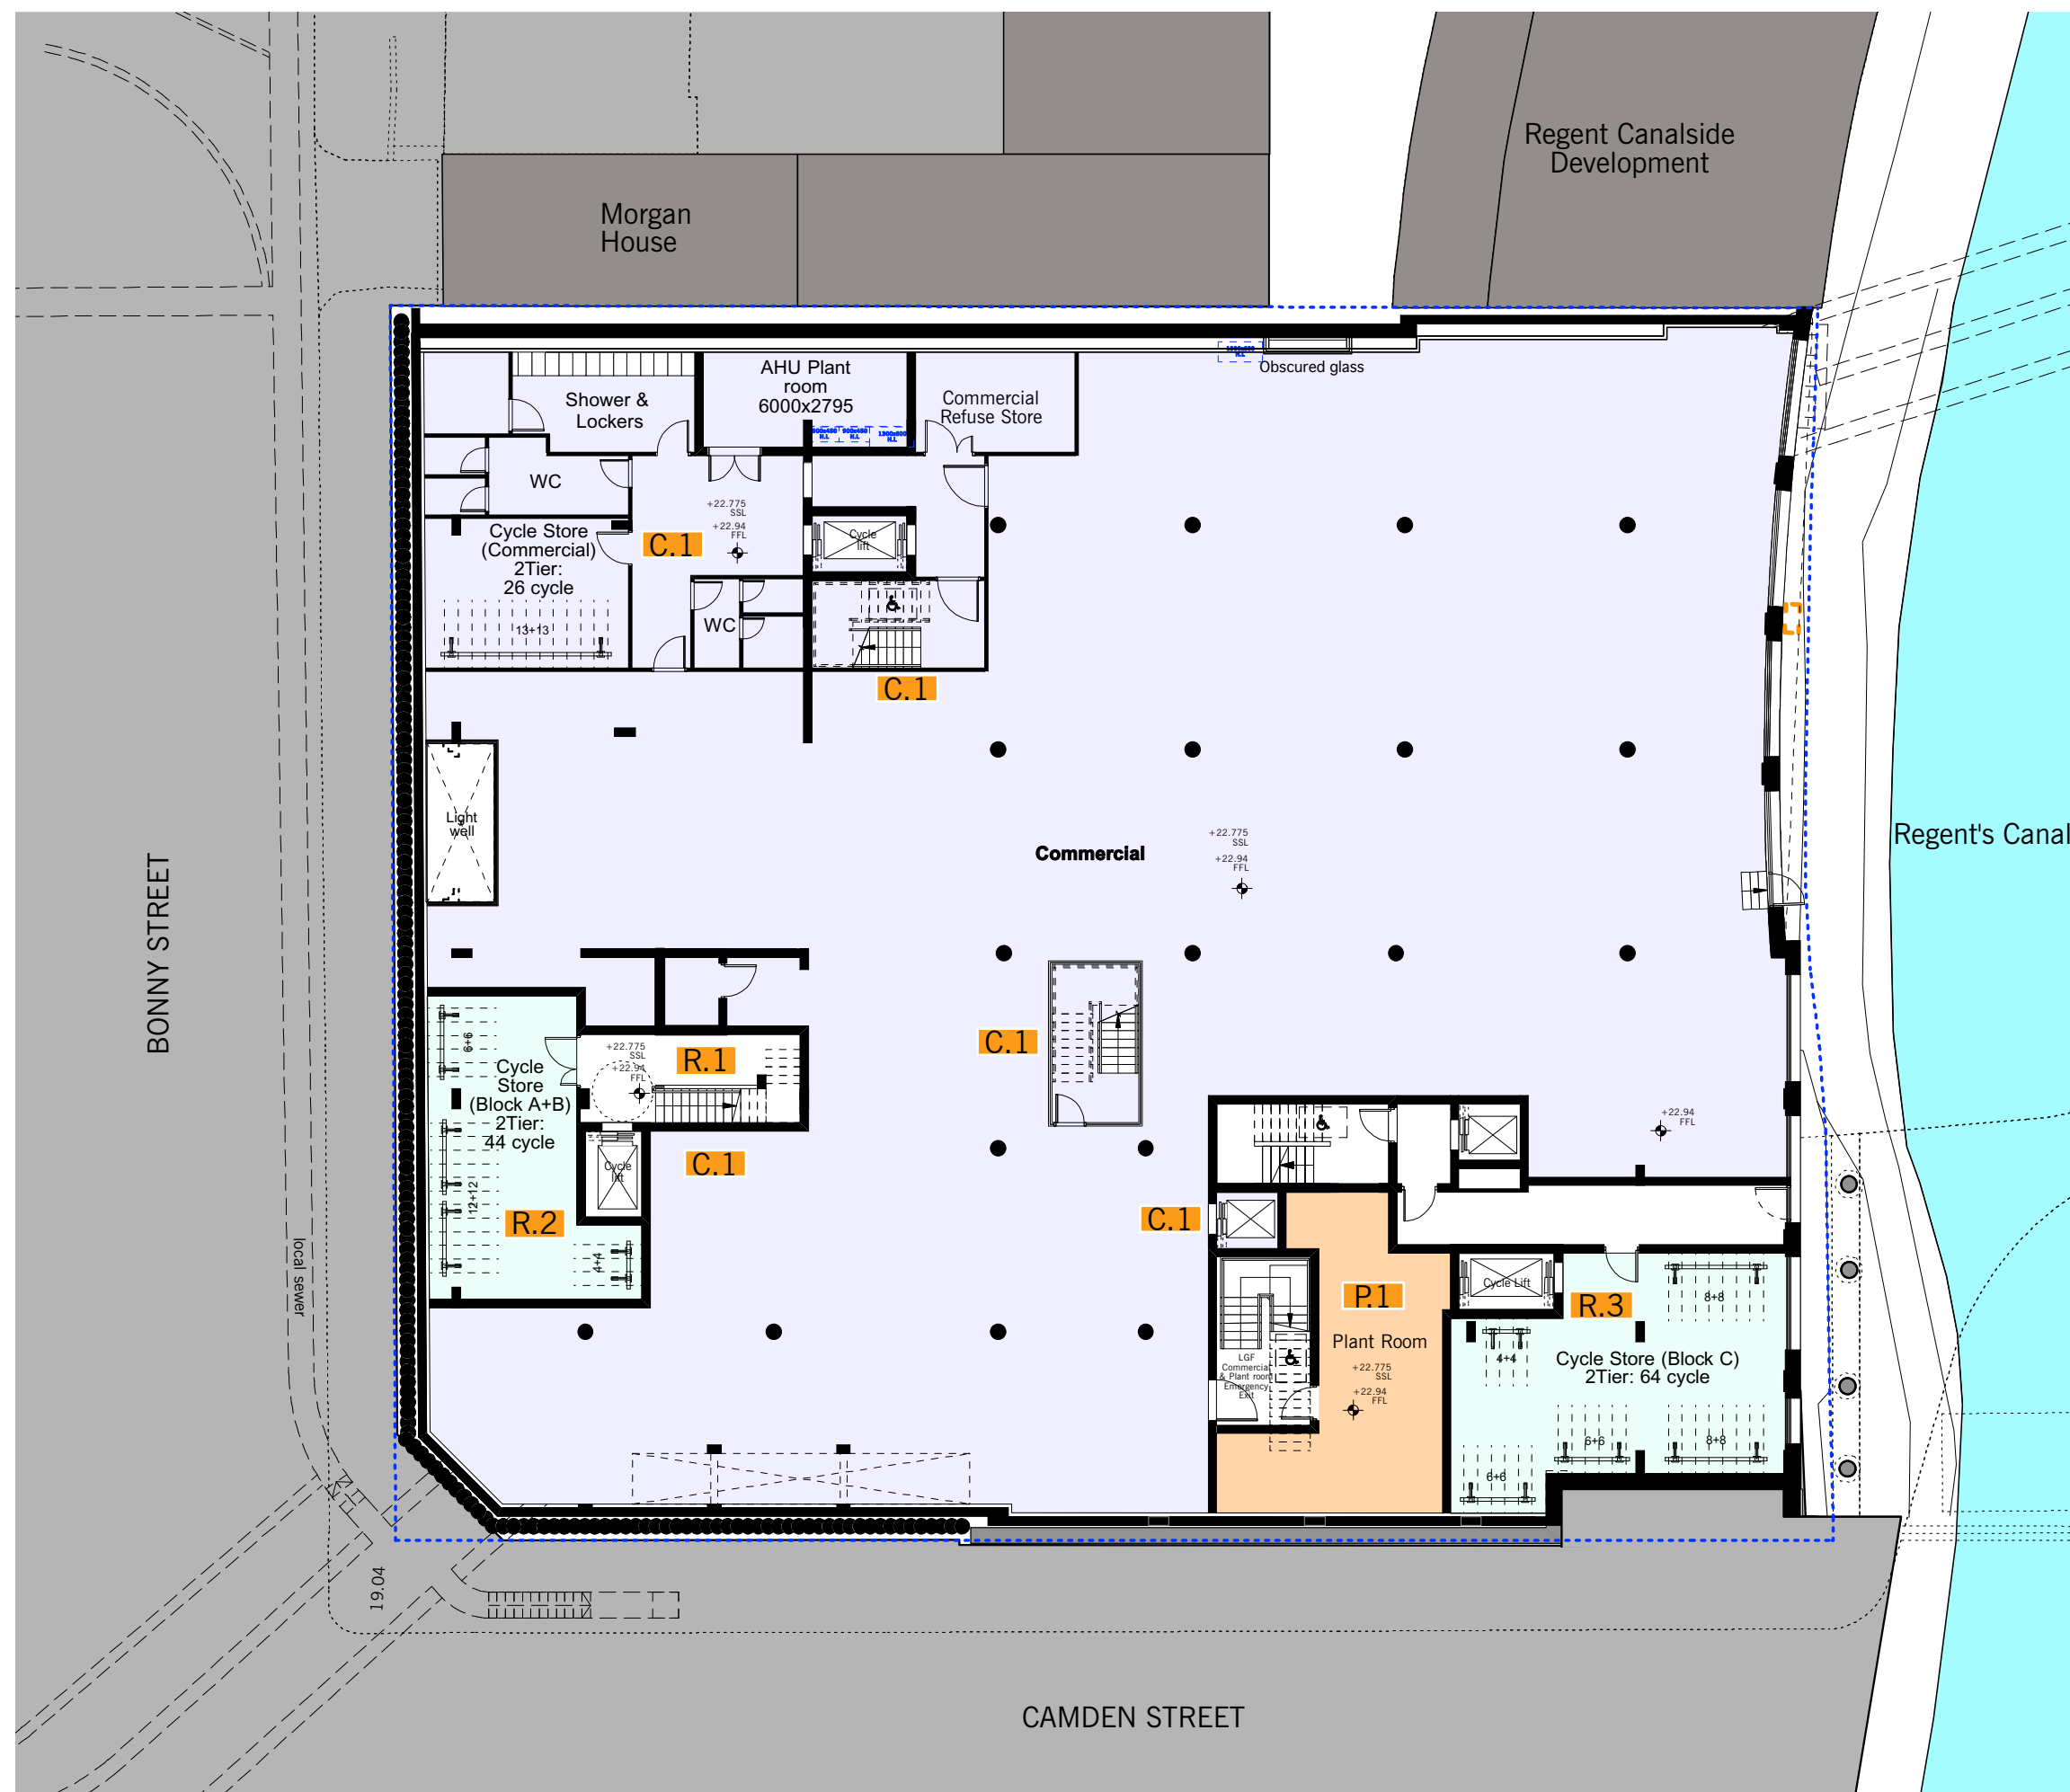 Regent Canalside
Development
Morgan
House
Obscured glass
AHU Plant
room
6000x2795
Commercial
Refuse Store
Shower &
Lockers
WC
+22.775
SSL
+22.94
FFL
Cycle Store
(Commercial)
2Tier:
26 cycle
13+13
C.1
Cycle
lift
WC
C.1
Light
well
Commercial
+22.775
SSL
+22.94
FFL
Regent's Canal
BONNY STREET
local sewer
6+6
Cycle
Store
(Block A+B)
2Tier:
44 cycle
12+12
4+4
R.2
+22.775
SSL
+22.94
FFL
R.1
Cycle
lift
C.1
C.1
+22.94
FFL
C.1
P.1
Plant Room
+22.775
SSL
+22.94
FFL
LGF
Commercial
& Plant room
Emergency
Exit
Cycle Lift
R.3
8+8
4+4
Cycle Store (Block C)
2Tier: 64 cycle
6+6
8+8
6+6
19.04
CAMDEN STREET